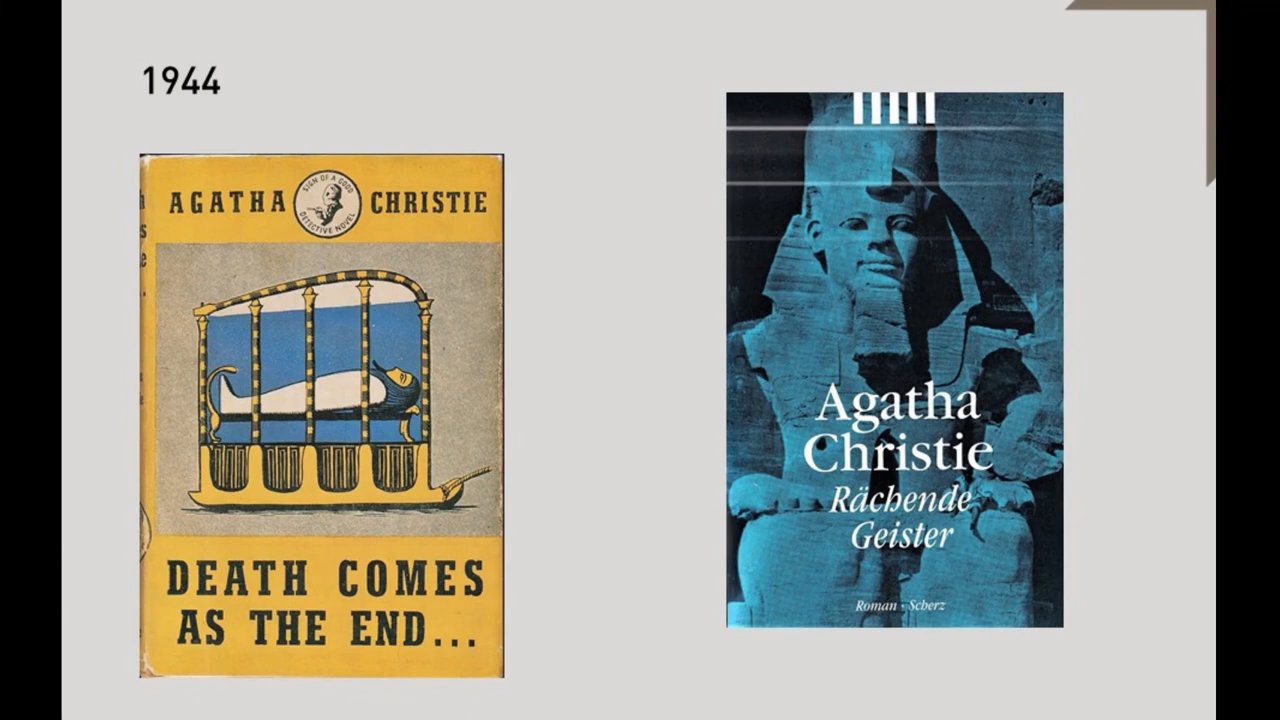 1944
AGATHA CHRISTIE
SIGN OF A GOOD
DETECTIVE NOVEL
DEATH COMES
AS THE END...
Agatha
Christie
Rächende
Geister
Roman · Scherz